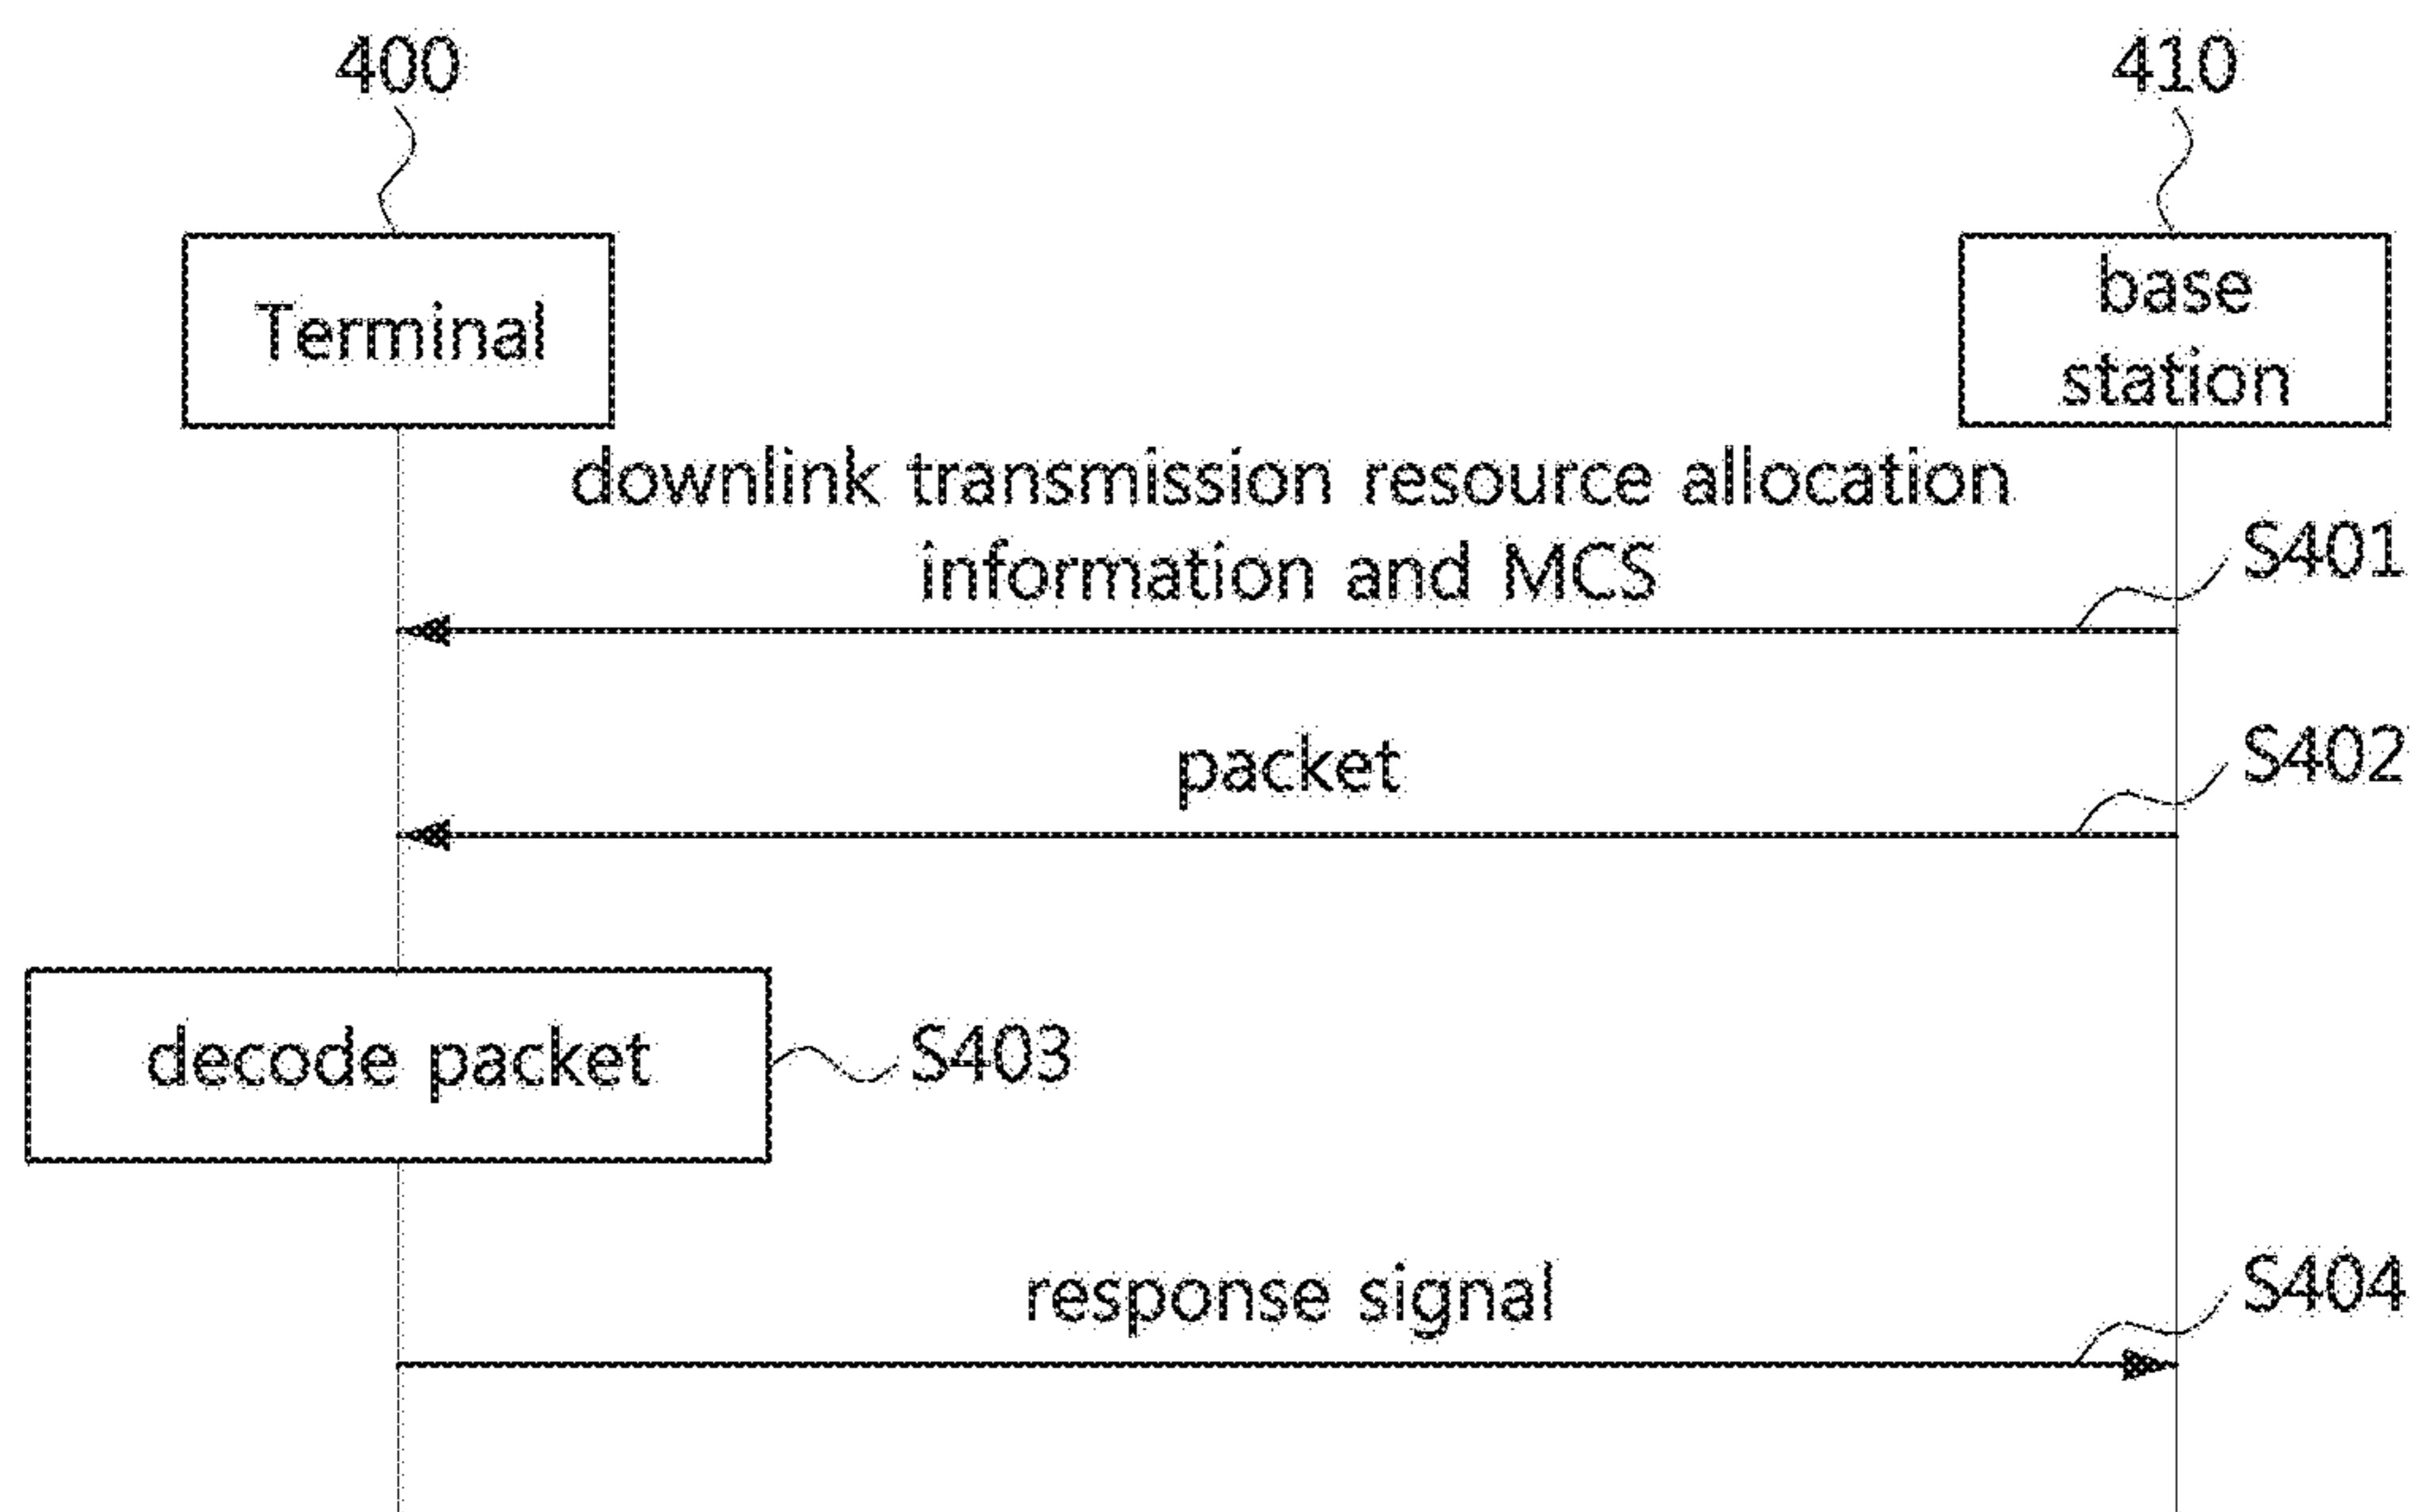 400
410
Terminal
base
station
downlink transmission resource allocation
information and MCS
S401
packet
S402
decode packet
S403
response signal
S404